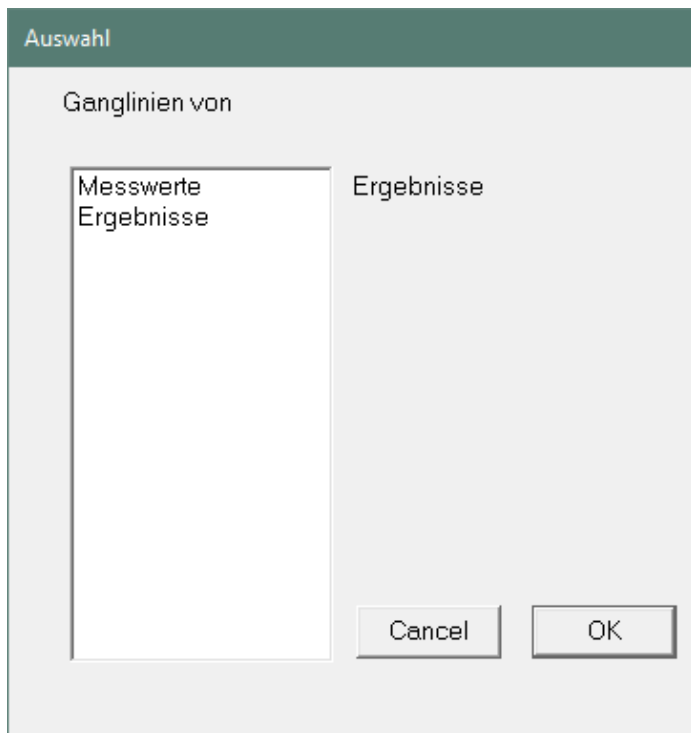 Auswahl
Ganglinien von
Messwerte
Ergebnisse
Ergebnisse
Cancel
OK